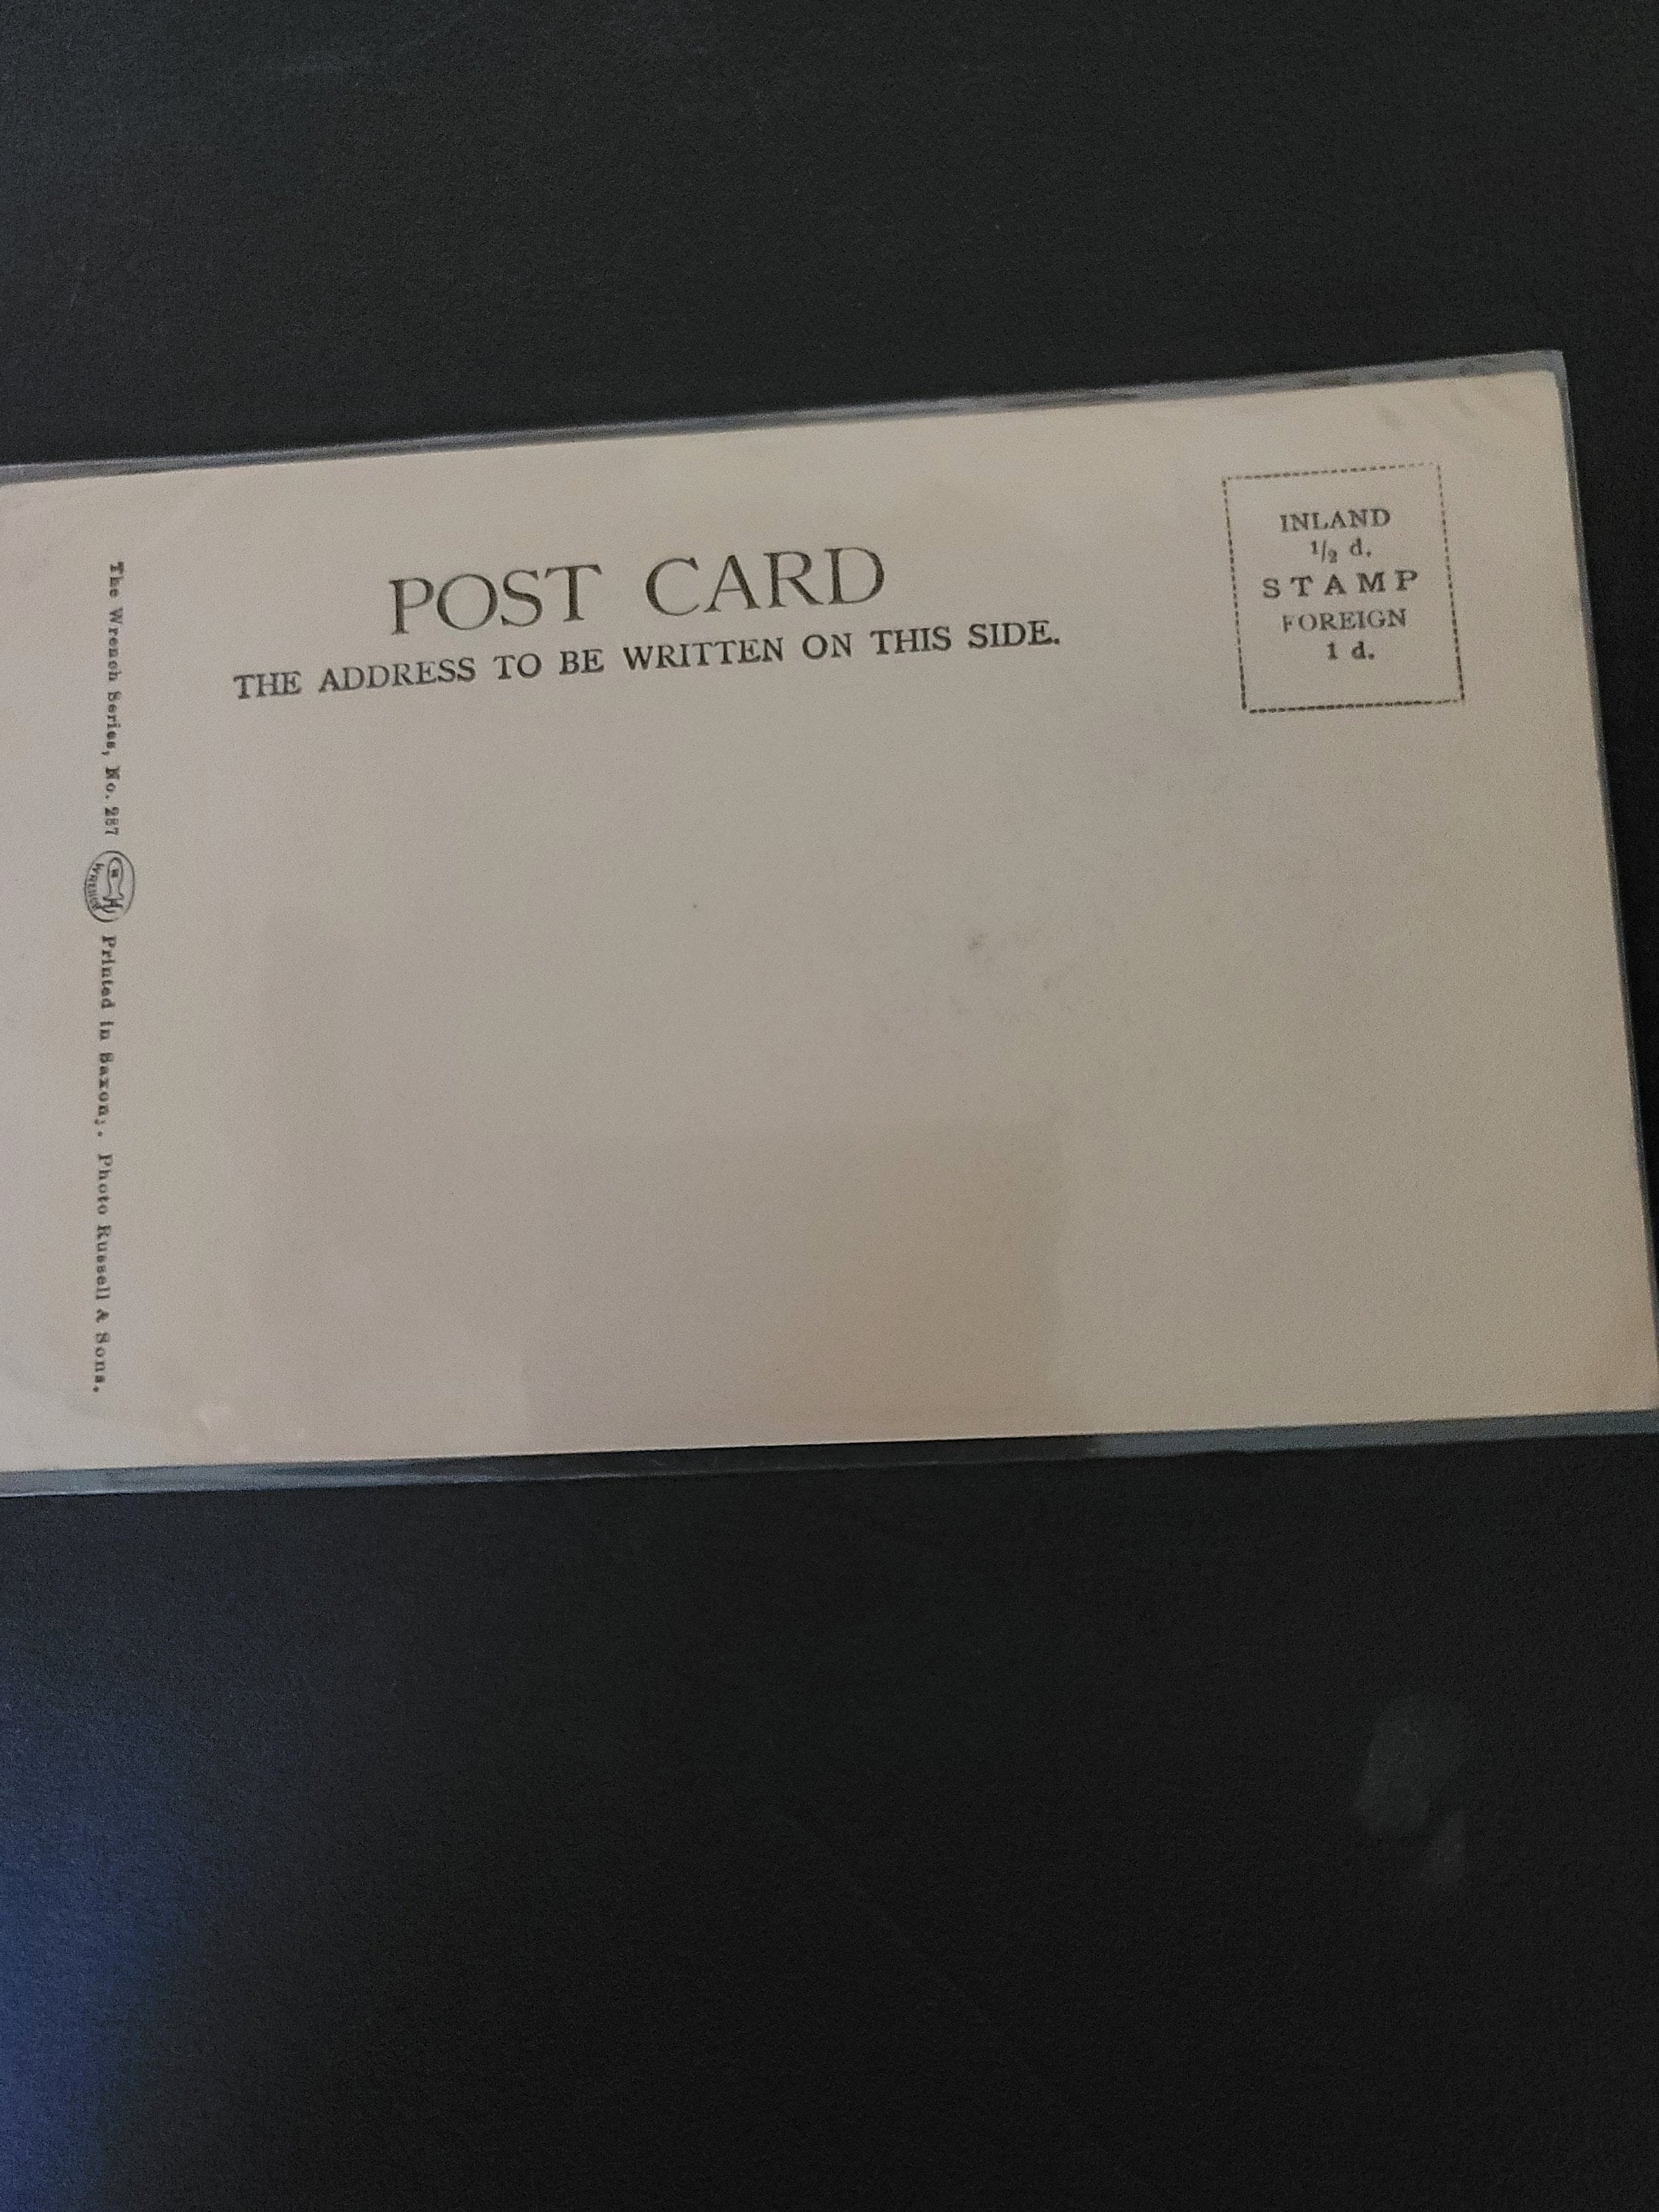 POST CARD
THE ADDRESS TO BE WRITTEN ON THIS SIDE.
INLAND
1/2 d.
STAMP
FOREIGN
1 d.
The Wrench Series, No. 287
WRENCH
Printed in Saxony. Photo Russell & Sons.